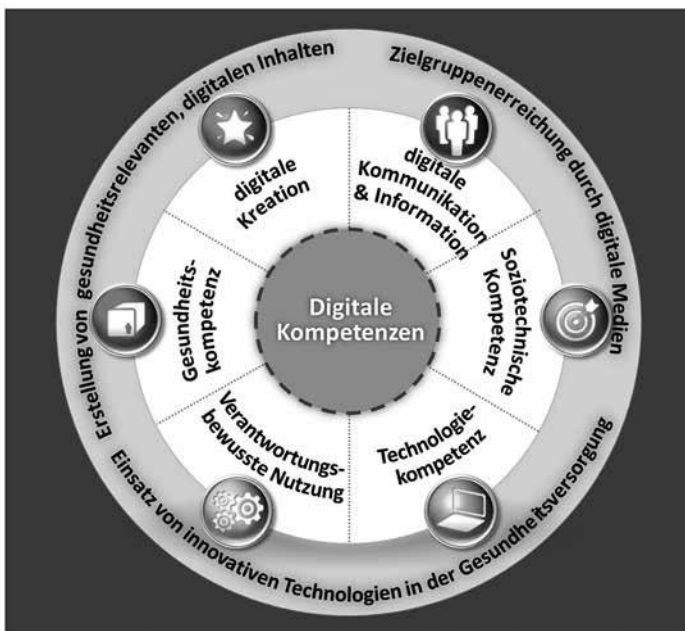 Erstellung von gesundheitsrelevanten, digitalen Inhalten
Zielgruppenerreichung durch digitale Medien
Einsatz von innovativen Technologien in der Gesundheitsversorgung
digitale
Kreation
digitale
Kommunikation
& Information
Soziotechnische
Kompetenz
Technologie-
kompetenz
Verantwortungs-
bewusste Nutzung
Gesundheits-
kompetenz
Digitale
Kompetenzen